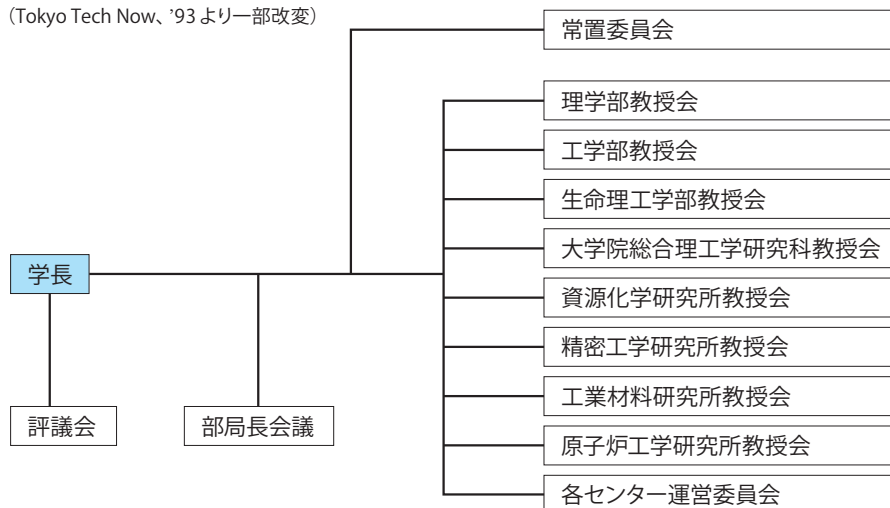 （Tokyo Tech Now、’93 より一部改変）
常置委員会
理学部教授会
工学部教授会
生命理工学部教授会
大学院総合理工学研究科教授会
学長
資源化学研究所教授会
精密工学研究所教授会
工業材料研究所教授会
評議会
部局長会議
原子炉工学研究所教授会
各センター運営委員会